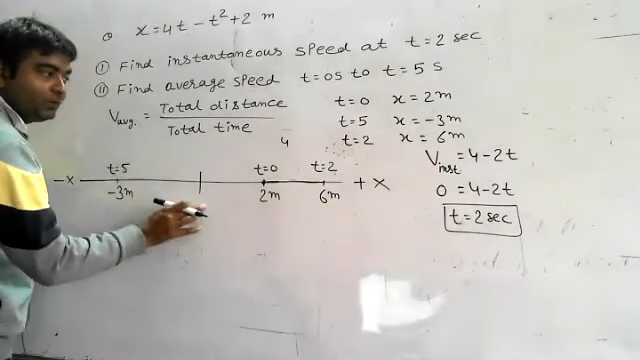 x = 4t - t² + 2 m
① Find instantaneous speed at t = 2 sec
② Find average speed t = 0s to t = 5 s
Vavg. = Total distance / Total time
t = 0 x = 2m
t = 5 x = -3m
4 t = 2 x = 6m
Vinst = 4 - 2t
0 = 4 - 2t
t = 2 sec
t=5 t=0 t=2
-x -3m 2m 6m + x